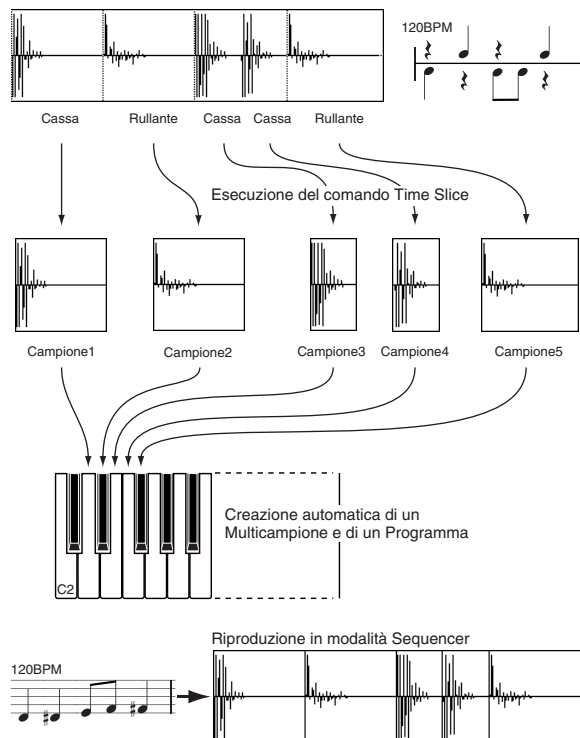 120BPM
Cassa Rullante Cassa Cassa Rullante
Esecuzione del comando Time Slice
Campione1 Campione2 Campione3 Campione4 Campione5
Creazione automatica di un
Multicampione e di un Programma
C2
Riproduzione in modalità Sequencer
120BPM